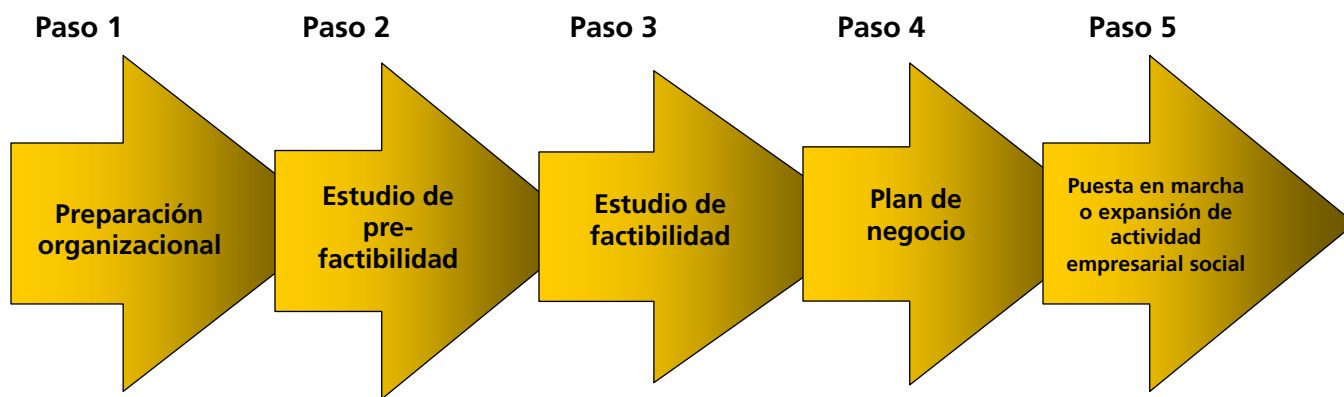 Paso 1
Paso 2
Paso 3
Paso 4
Paso 5
Preparación
organizacional
Estudio de
pre-
factibilidad
Estudio de
factibilidad
Plan de
negocio
Puesta en marcha
o expansión de
actividad
empresarial social